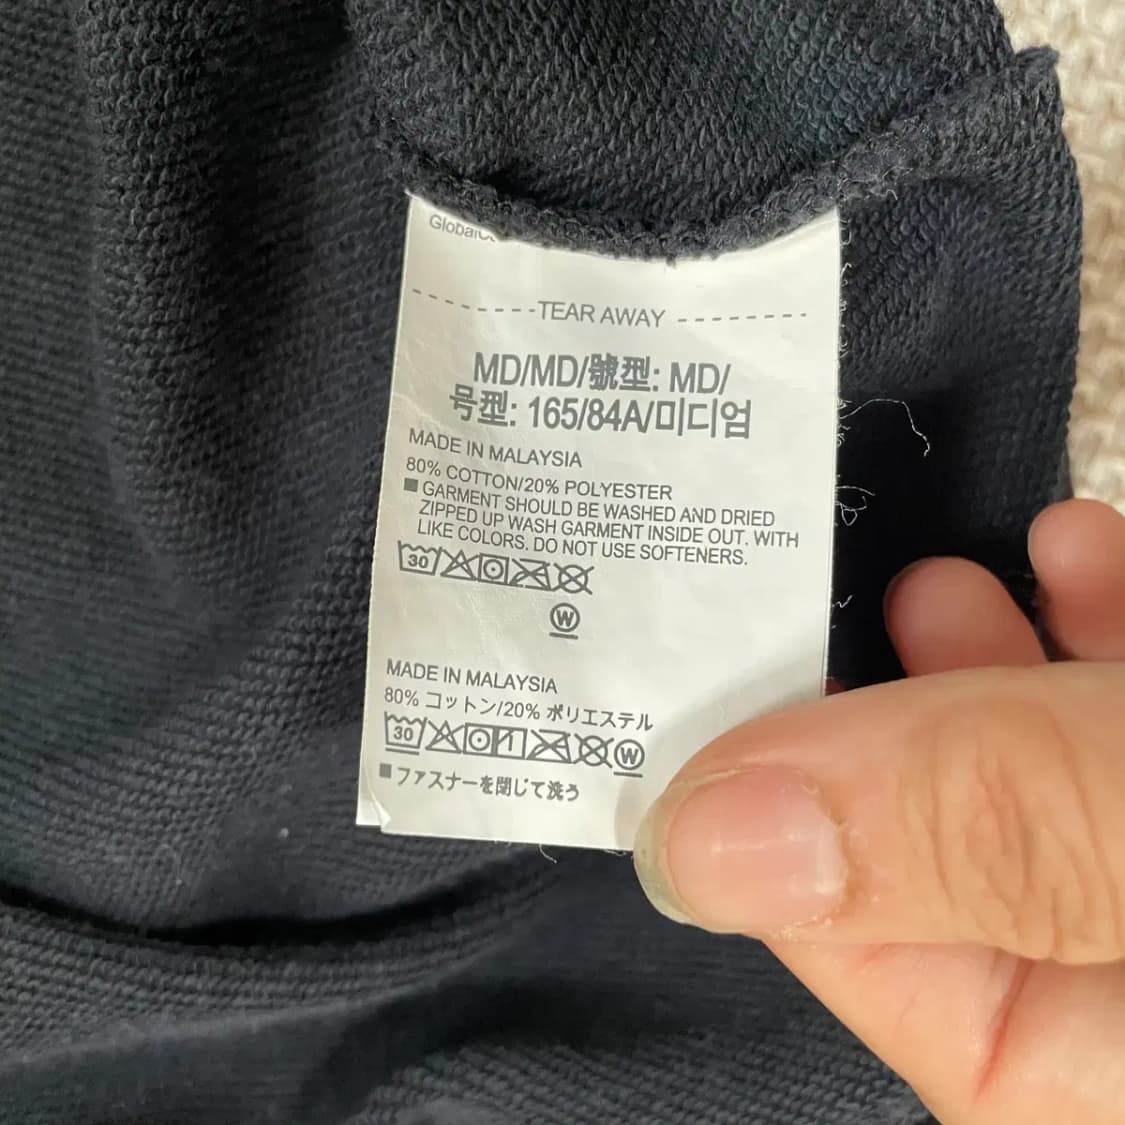 TEAR AWAY
MD/MD/號型: MD/
号型: 165/84A/미디엄
MADE IN MALAYSIA
80% COTTON/20% POLYESTER
■ GARMENT SHOULD BE WASHED AND DRIED
ZIPPED UP WASH GARMENT INSIDE OUT. WITH
LIKE COLORS. DO NOT USE SOFTENERS.
30
W
MADE IN MALAYSIA
80% コットン/20% ポリエステル
30 W
■ ファスナーを閉じて洗う